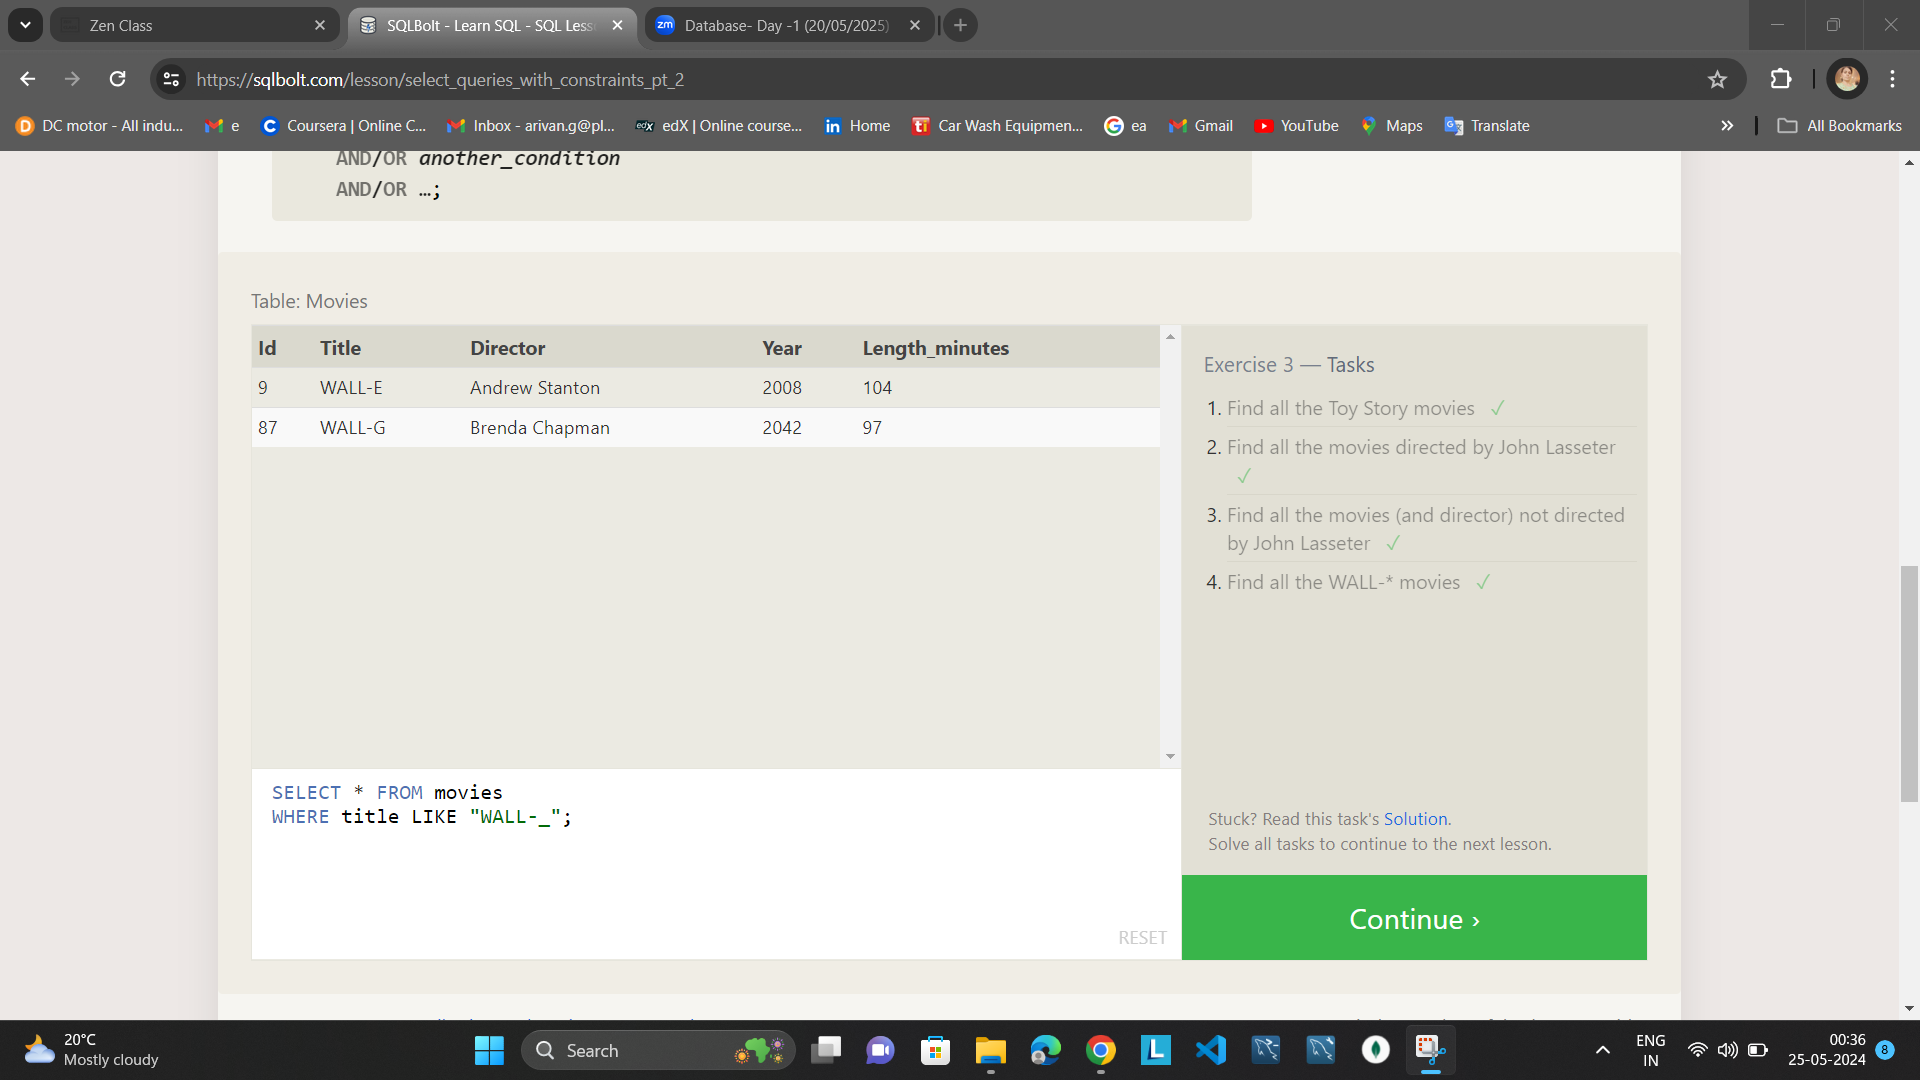 Zen Class
SQLBolt - Learn SQL - SQL Less
zm Database- Day -1 (20/05/2025)
https://sqlbolt.com/lesson/select_queries_with_constraints_pt_2
DC motor - All indu...
e
Coursera | Online C...
Inbox - arivan.g@pl...
edX edX | Online course...
in Home
ti Car Wash Equipmen...
ea
Gmail
YouTube
Maps
Translate
»
All Bookmarks
AND/OR another_condition
AND/OR …;
Table: Movies
Id Title Director Year Length_minutes
9 WALL-E Andrew Stanton 2008 104
87 WALL-G Brenda Chapman 2042 97
Exercise 3 — Tasks
1. Find all the Toy Story movies ✓
2. Find all the movies directed by John Lasseter
✓
3. Find all the movies (and director) not directed
by John Lasseter ✓
4. Find all the WALL-* movies ✓
SELECT * FROM movies
WHERE title LIKE "WALL-_";
RESET
Stuck? Read this task's Solution.
Solve all tasks to continue to the next lesson.
Continue ›
20°C
Mostly cloudy
Search
ENG
IN
00:36
25-05-2024
8